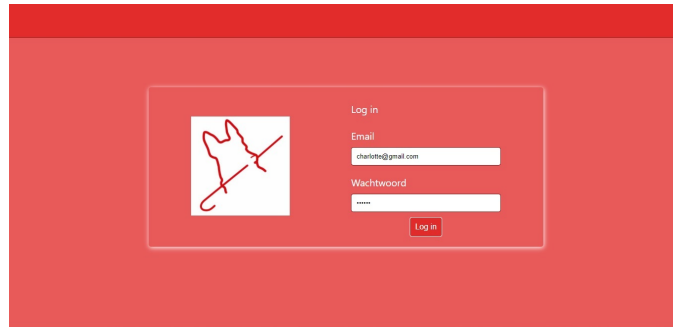 Log in
Email
charlotte@gmail.com
Wachtwoord
••••••
Log in